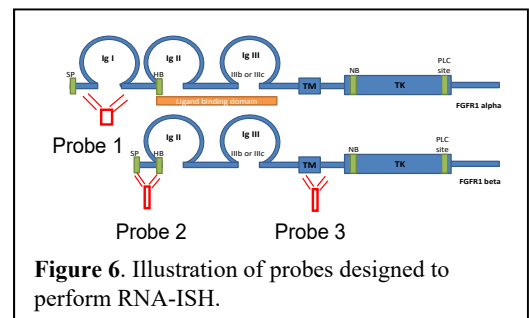 Ig I Ig II Ig III
SP HB IIIb or IIIc TM NB TK PLC site
Ligand binding domain
FGFR1 alpha
Probe 1
Ig II Ig III
SP HB IIIb or IIIc TM NB TK PLC site
FGFR1 beta
Probe 2 Probe 3
Figure 6. Illustration of probes designed to
perform RNA-ISH.